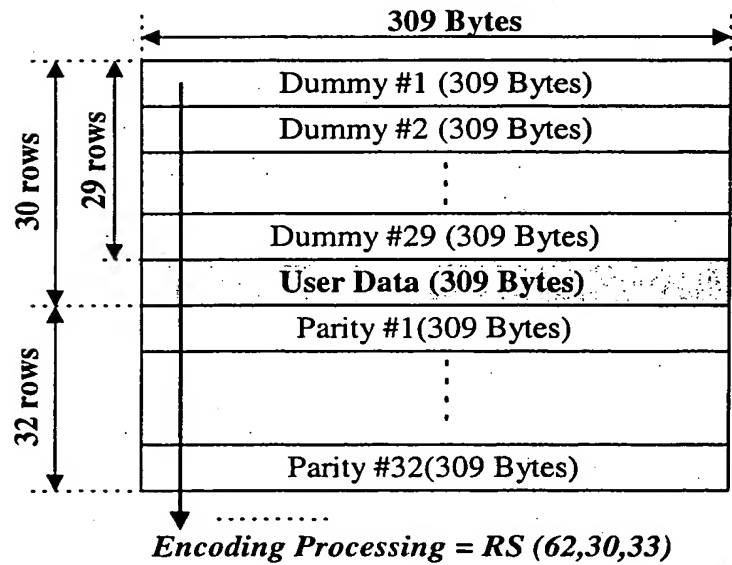 309 Bytes
Dummy #1 (309 Bytes)
Dummy #2 (309 Bytes)
Dummy #29 (309 Bytes)
User Data (309 Bytes)
Parity #1(309 Bytes)
Parity #32(309 Bytes)
30 rows
29 rows
32 rows
Encoding Processing = RS (62,30,33)